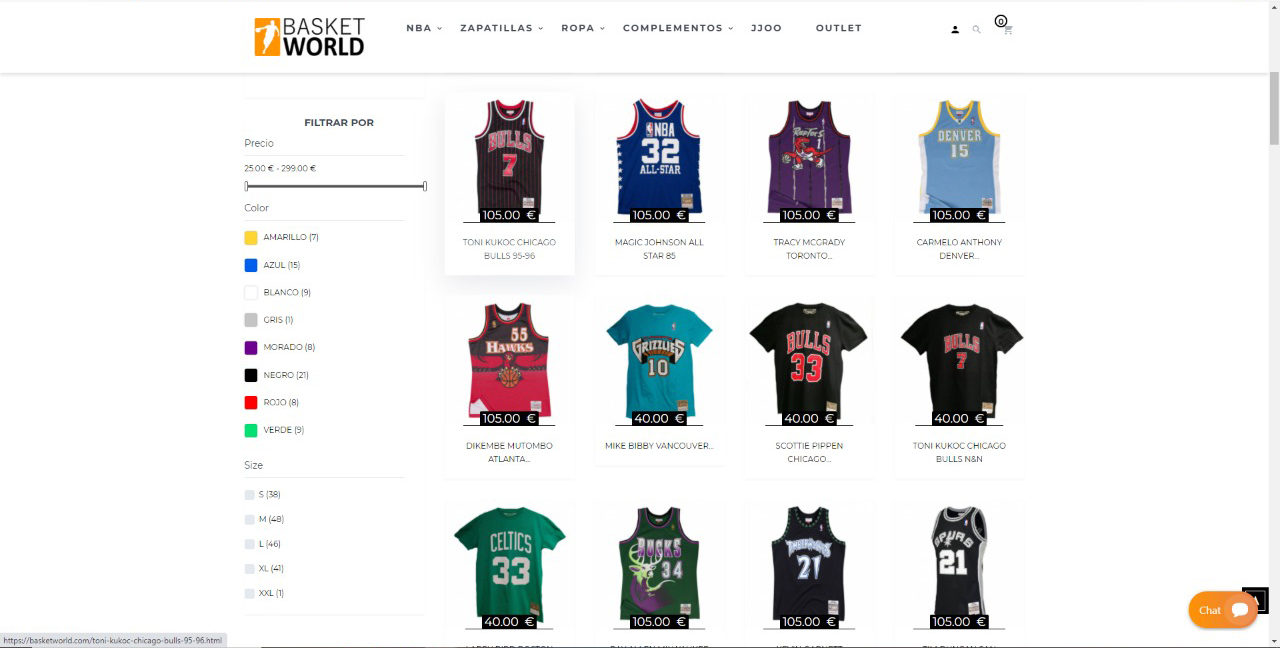 BASKET
WORLD
NBA
ZAPATILLAS
ROPA
COMPLEMENTOS
JJOO
OUTLET
0
FILTRAR POR
Precio
25.00 € - 299.00 €
Color
AMARILLO (7)
AZUL (15)
BLANCO (9)
GRIS (1)
MORADO (8)
NEGRO (21)
ROJO (8)
VERDE (9)
Size
S (38)
M (48)
L (46)
XL (41)
XXL (1)
BULLS
7
105.00 €
TONI KUKOC CHICAGO
BULLS 95-96
NBA
32
ALL-STAR
105.00 €
MAGIC JOHNSON ALL
STAR 85
RAPTORS
1
105.00 €
TRACY MCGRADY
TORONTO...
DENVER
15
105.00 €
CARMELO ANTHONY
DENVER...
55
HAWKS
105.00 €
DIKEMBE MUTOMBO
ATLANTA...
GRIZZLIES
10
40.00 €
MIKE BIBBY VANCOUVER...
BULLS
33
40.00 €
SCOTTIE PIPPEN
CHICAGO...
BULLS
7
40.00 €
TONI KUKOC CHICAGO
BULLS N&N
CELTICS
33
40.00 €
BUCKS
34
105.00 €
21
105.00 €
SPURS
21
105.00 €
Chat
https://basketworld.com/toni-kukoc-chicago-bulls-95-96.html